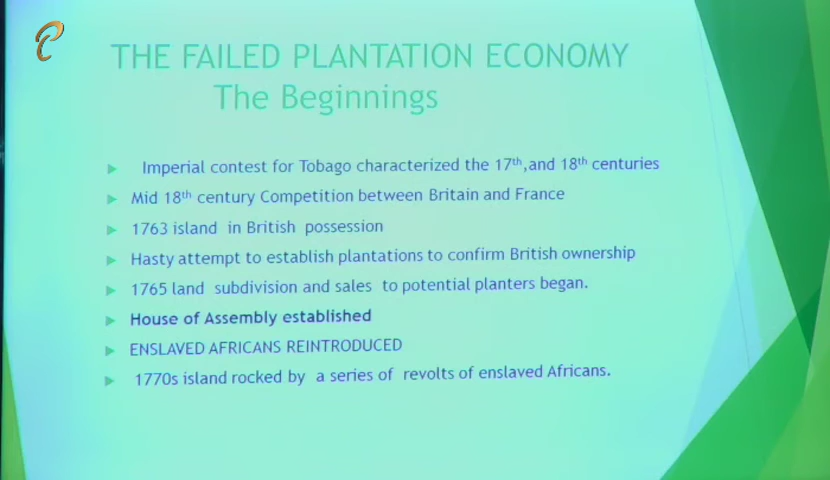 THE FAILED PLANTATION ECONOMY
The Beginnings
Imperial contest for Tobago characterized the 17th,and 18th centuries
Mid 18th century Competition between Britain and France
1763 island in British possession
Hasty attempt to establish plantations to confirm British ownership
1765 land subdivision and sales to potential planters began.
House of Assembly established
ENSLAVED AFRICANS REINTRODUCED
1770s island rocked by a series of revolts of enslaved Africans.